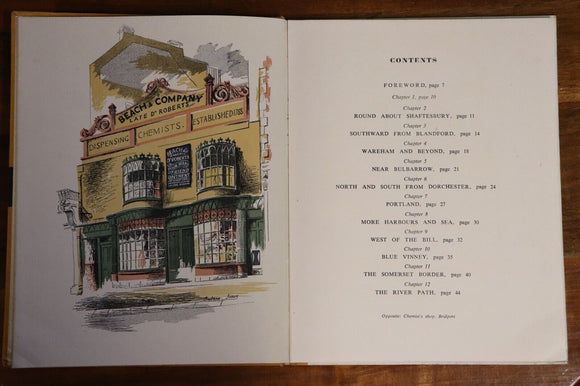 BEACH & COMPANY
LATE DR ROBERTS
DISPENSING CHEMISTS ESTABLISHED
CONTENTS
FOREWORD, page 7
Chapter 1, page 10
Chapter 2
ROUND ABOUT SHAFTESBURY, page 11
Chapter 3
SOUTHWARD FROM BLANDFORD, page 14
Chapter 4
WAREHAM AND BEYOND, page 18
Chapter 5
NEAR BULBARROW, page 21
Chapter 6
NORTH AND SOUTH FROM DORCHESTER, page 24
Chapter 7
PORTLAND, page 27
Chapter 8
MORE HARBOURS AND SEA, page 30
Chapter 9
WEST OF THE BILL, page 32
Chapter 10
BLUE VINNEY, page 35
Chapter 11
THE SOMERSET BORDER, page 40
Chapter 12
THE RIVER PATH, page 44
Opposite: Chemist's shop, Bridport